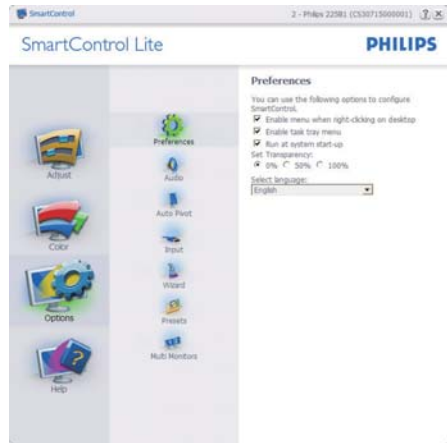 SmartControl
2 - Philips 225B1 (CS30715000001)
SmartControl Lite
PHILIPS
Adjust
Color
Options
Help
Preferences
Audio
Auto Pivot
Input
Wizard
Presets
Multi Monitors
Preferences
You can use the following options to configure
SmartControl.
Enable menu when right-clicking on desktop
Enable task tray menu
Run at system start-up
Set Transparency:
0% 50% 100%
Select language:
English